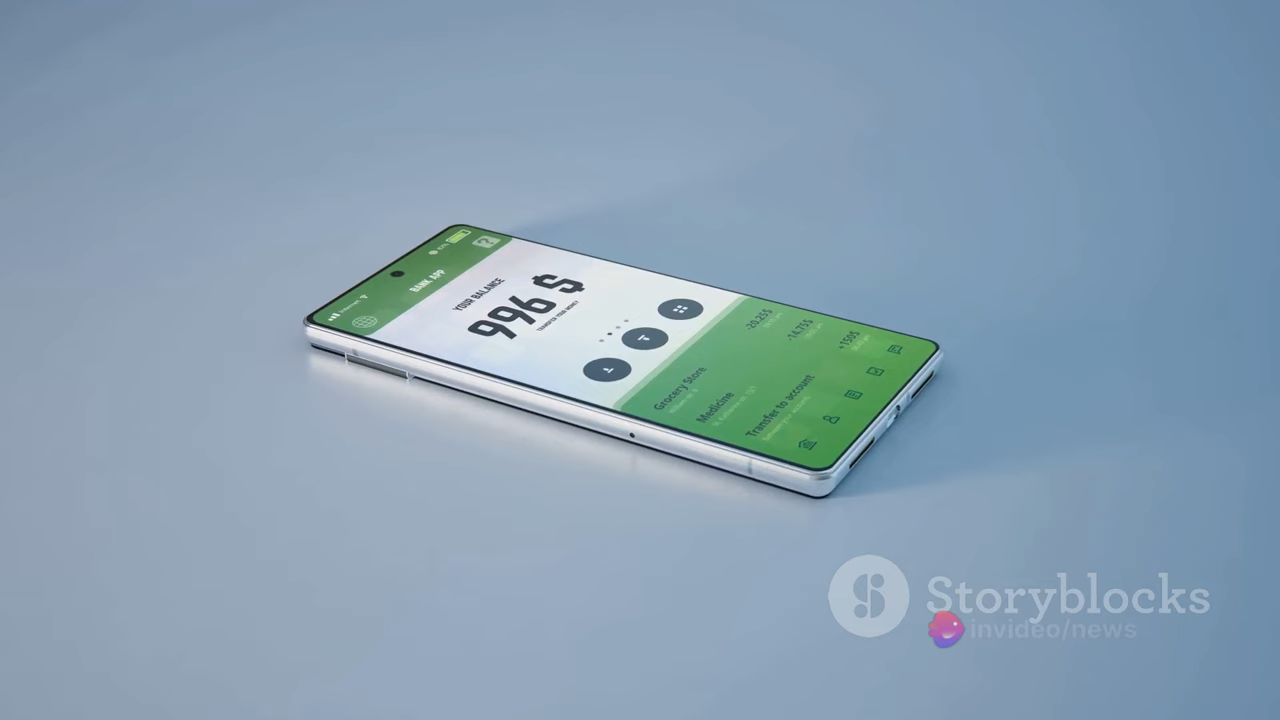 BANK APP
YOUR BALANCE
996 $
TRANSFER YOUR MONEY
Grocery Store
-20.25$
Medicine
-14.75$
Transfer to account
+150$
Storyblocks
invideo/news